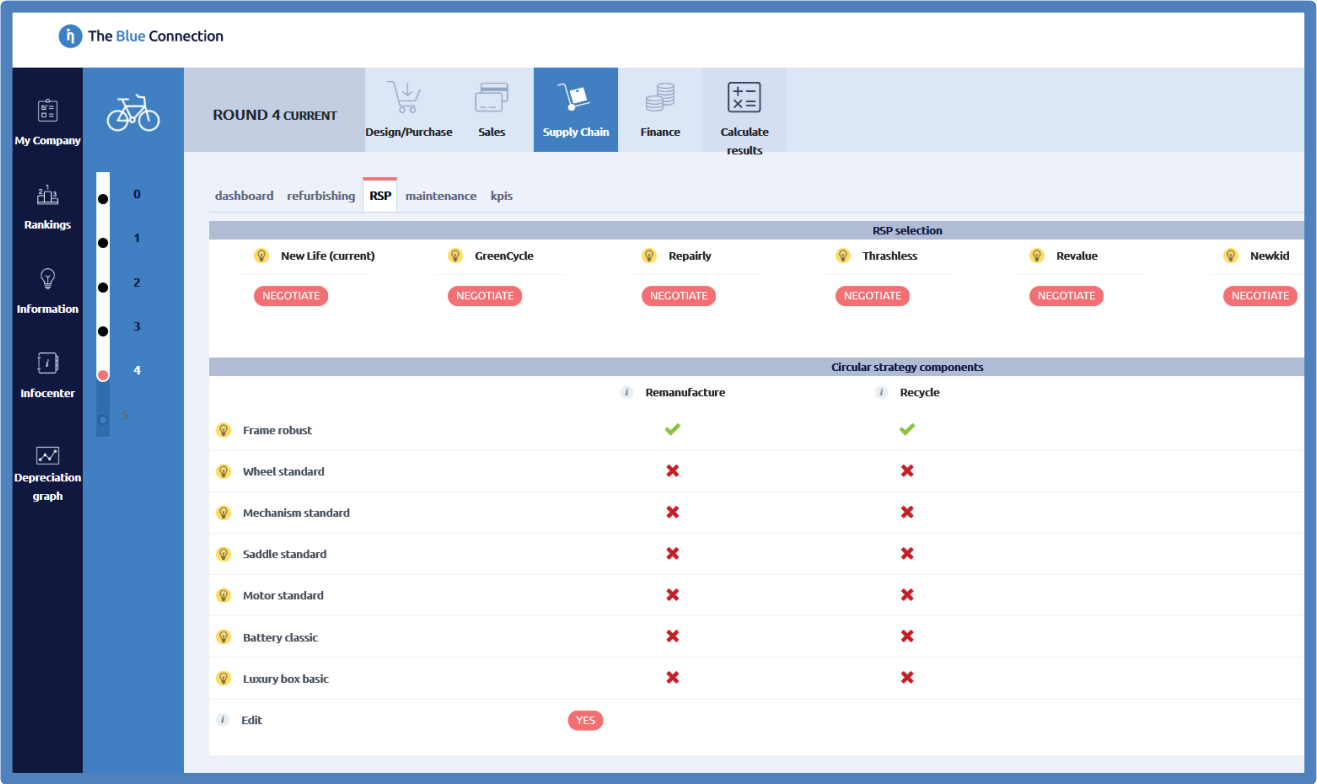 The Blue Connection
My Company
Rankings
Information
Infocenter
Depreciation
graph
0
1
2
3
4
5
ROUND 4 CURRENT
Design/Purchase
Sales
Supply Chain
Finance
Calculate
results
dashboard refurbishing RSP maintenance kpis
RSP selection
New Life (current) GreenCycle Repairly Thrashless Revalue Newkid
NEGOTIATE NEGOTIATE NEGOTIATE NEGOTIATE NEGOTIATE NEGOTIATE
Circular strategy components
i Remanufacture i Recycle
Frame robust
Wheel standard
Mechanism standard
Saddle standard
Motor standard
Battery classic
Luxury box basic
i Edit YES